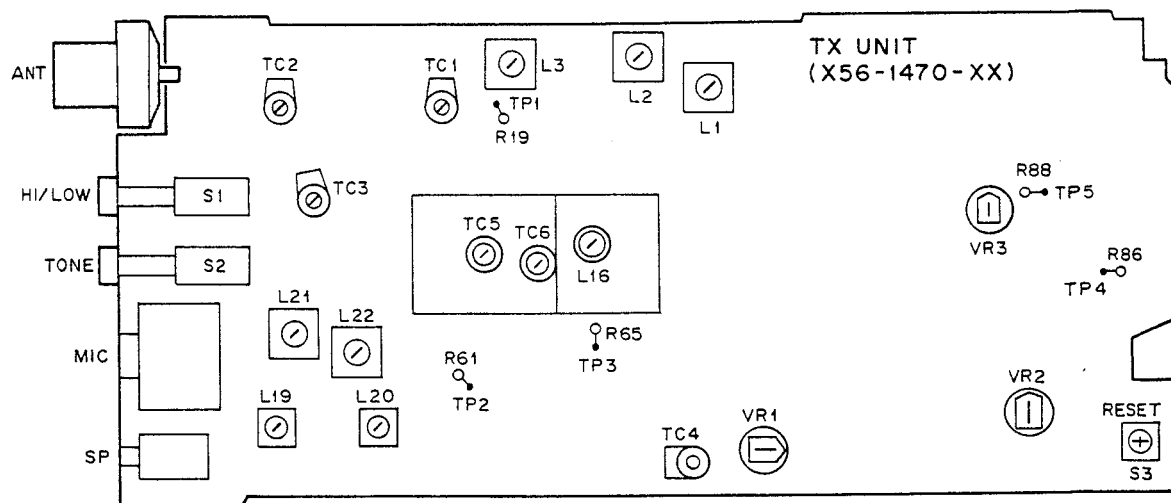 TX UNIT
(X56-1470-XX)
ANT
TC2
TC1
L3
L2
L1
TP1
R19
HI/LOW
S1
TC3
R88
TP5
VR3
TC5
TC6
L16
TONE
S2
R86
TP4
L21
L22
R65
TP3
MIC
R61
TP2
L19
L20
VR1
VR2
RESET
SP
TC4
S3